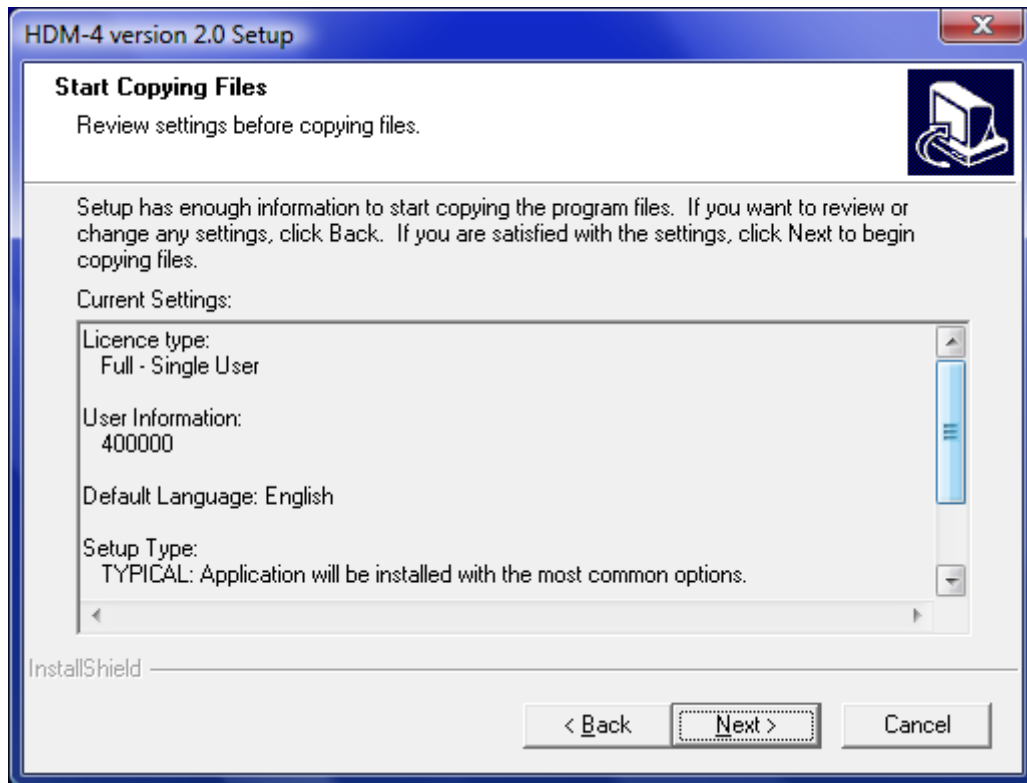 HDM-4 version 2.0 Setup
Start Copying Files
Review settings before copying files.
Setup has enough information to start copying the program files.  If you want to review or
change any settings, click Back.  If you are satisfied with the settings, click Next to begin
copying files.
Current Settings:
Licence type:
Full - Single User
User Information:
400000
Default Language: English
Setup Type:
TYPICAL: Application will be installed with the most common options.
InstallShield
< Back
Next >
Cancel